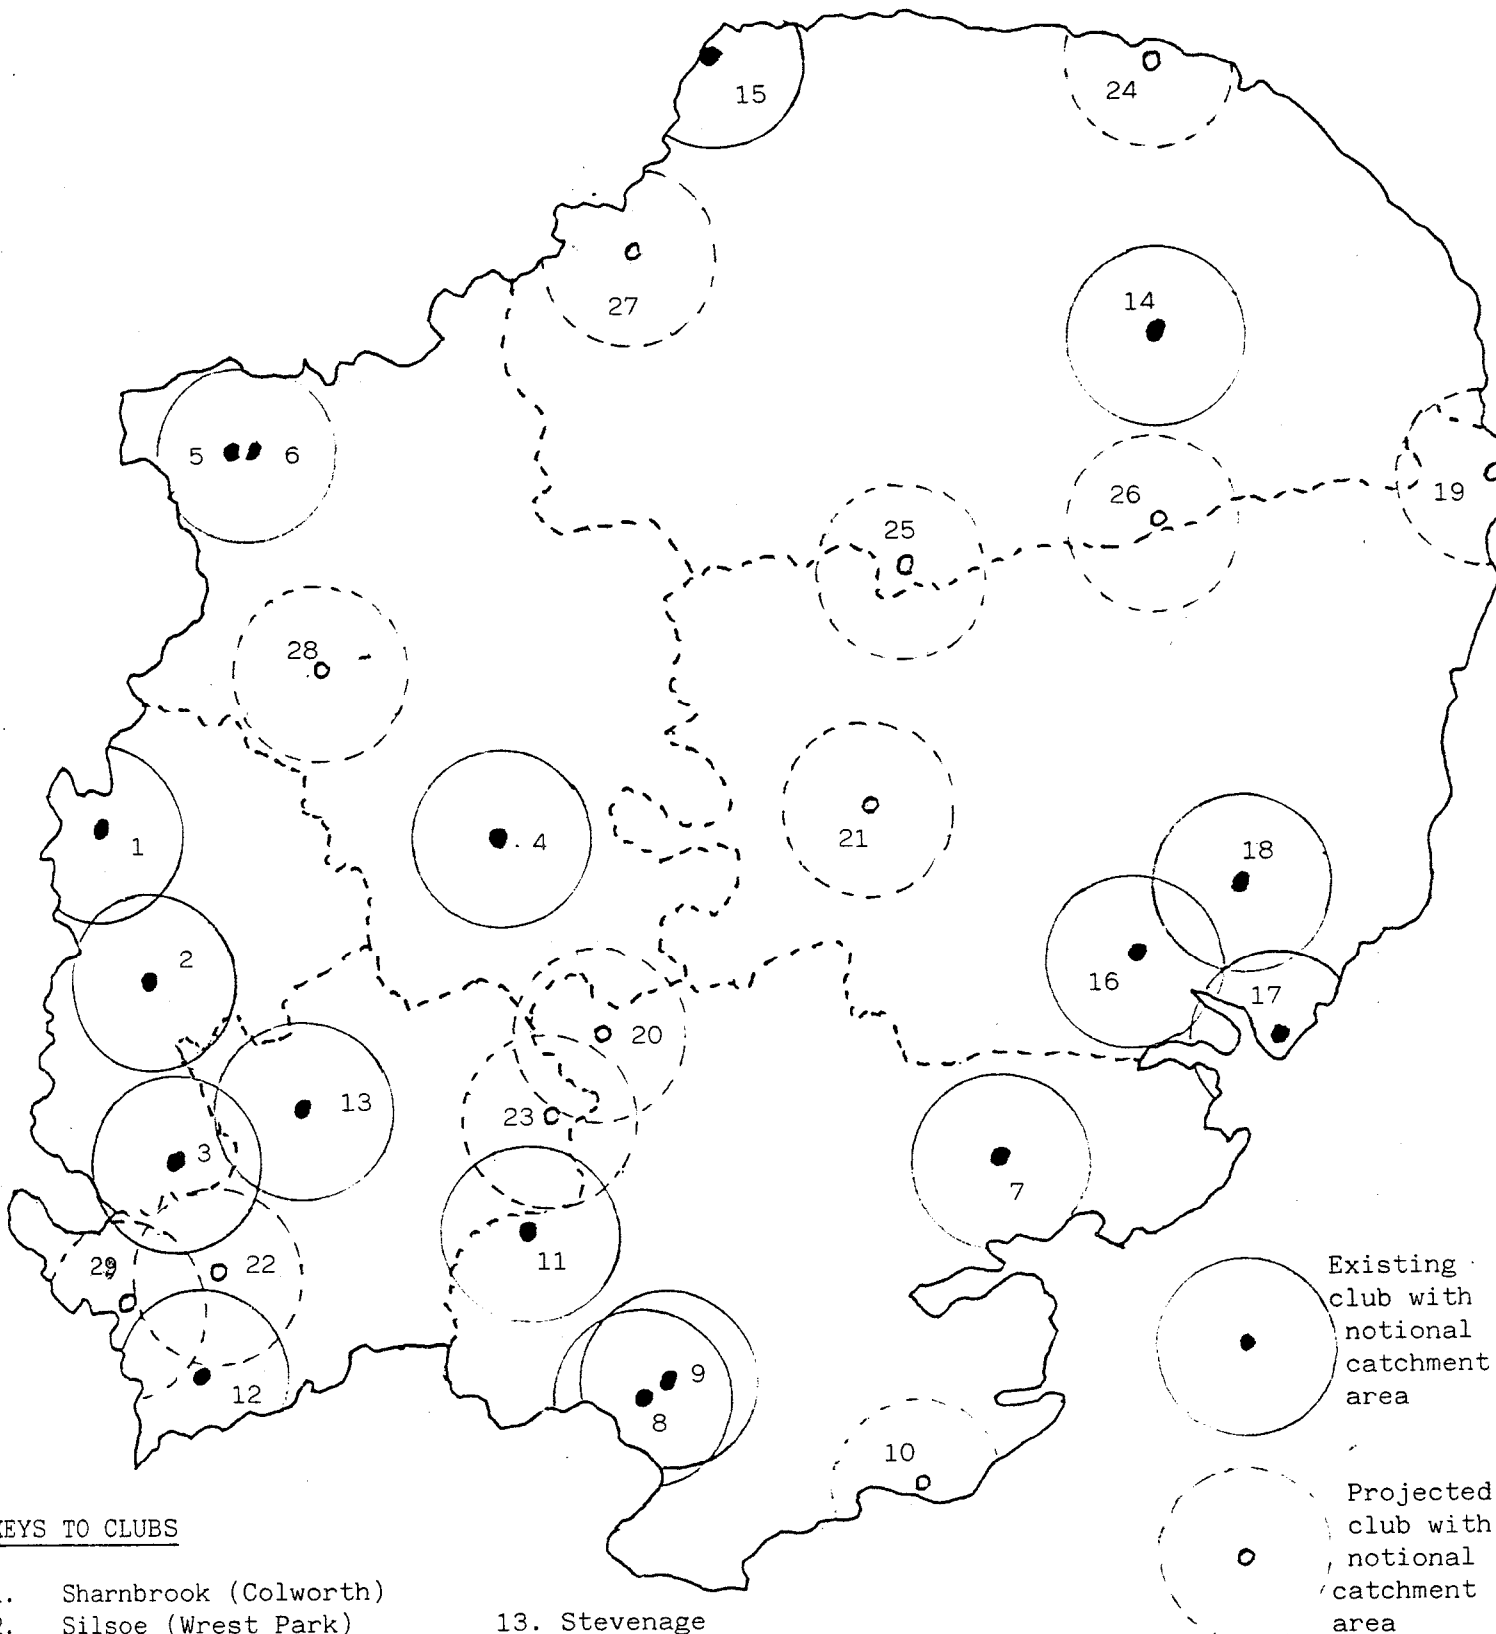 15
24
27
14
5 6
19
26
25
28
21
1
4
18
2
16
17
20
13
23
3
7
29
22
11
Existing
club with
notional
catchment
area
9
12
8
10
Projected
club with
notional
catchment
area
KEYS TO CLUBS
1. Sharnbrook (Colworth)
2. Silsoe (Wrest Park)
13. Stevenage